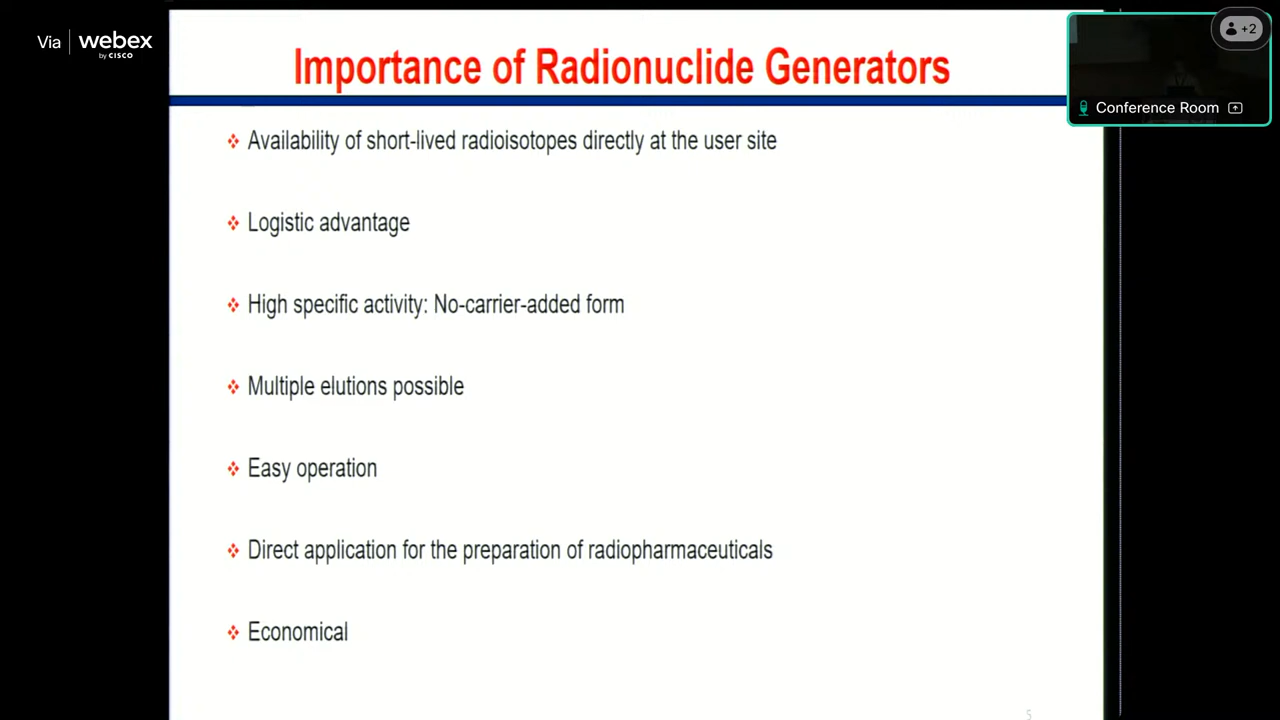 Via webex
by CISCO
+2
Conference Room
Importance of Radionuclide Generators
Availability of short-lived radioisotopes directly at the user site
Logistic advantage
High specific activity: No-carrier-added form
Multiple elutions possible
Easy operation
Direct application for the preparation of radiopharmaceuticals
Economical
5